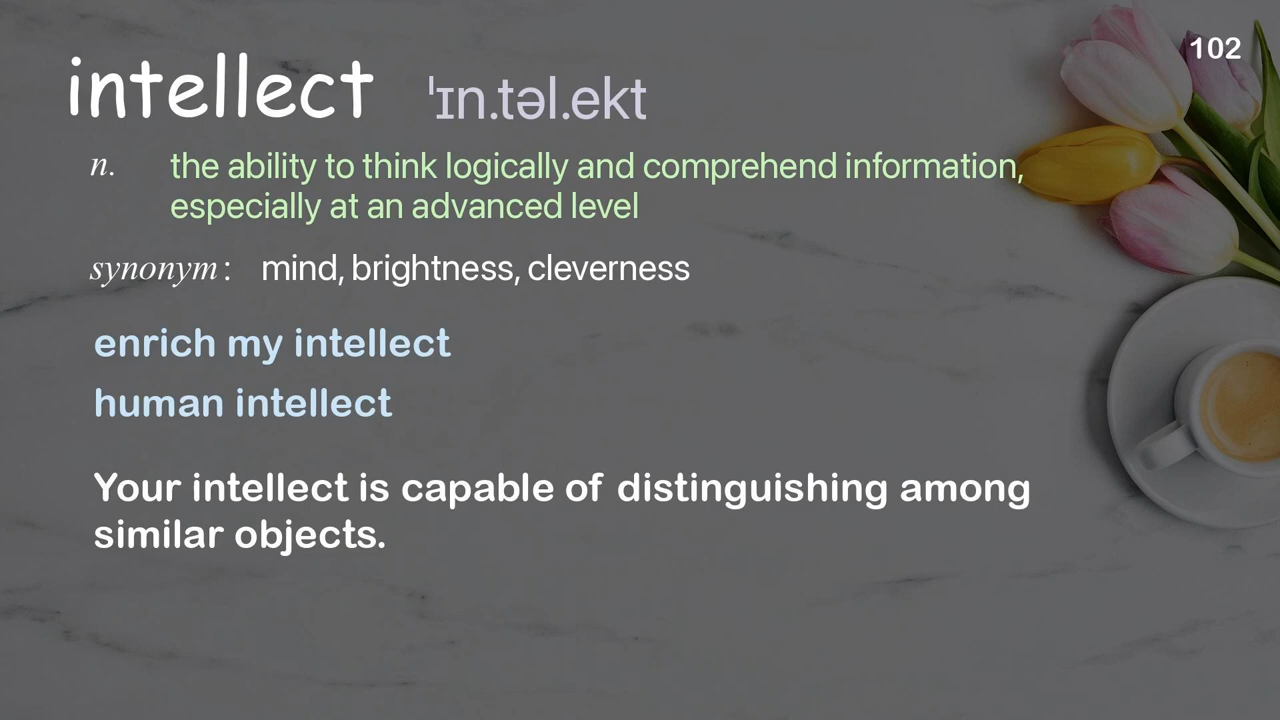 102
intellect ˈɪn.təl.ekt
n. the ability to think logically and comprehend information,
especially at an advanced level
synonym: mind, brightness, cleverness
enrich my intellect
human intellect
Your intellect is capable of distinguishing among
similar objects.